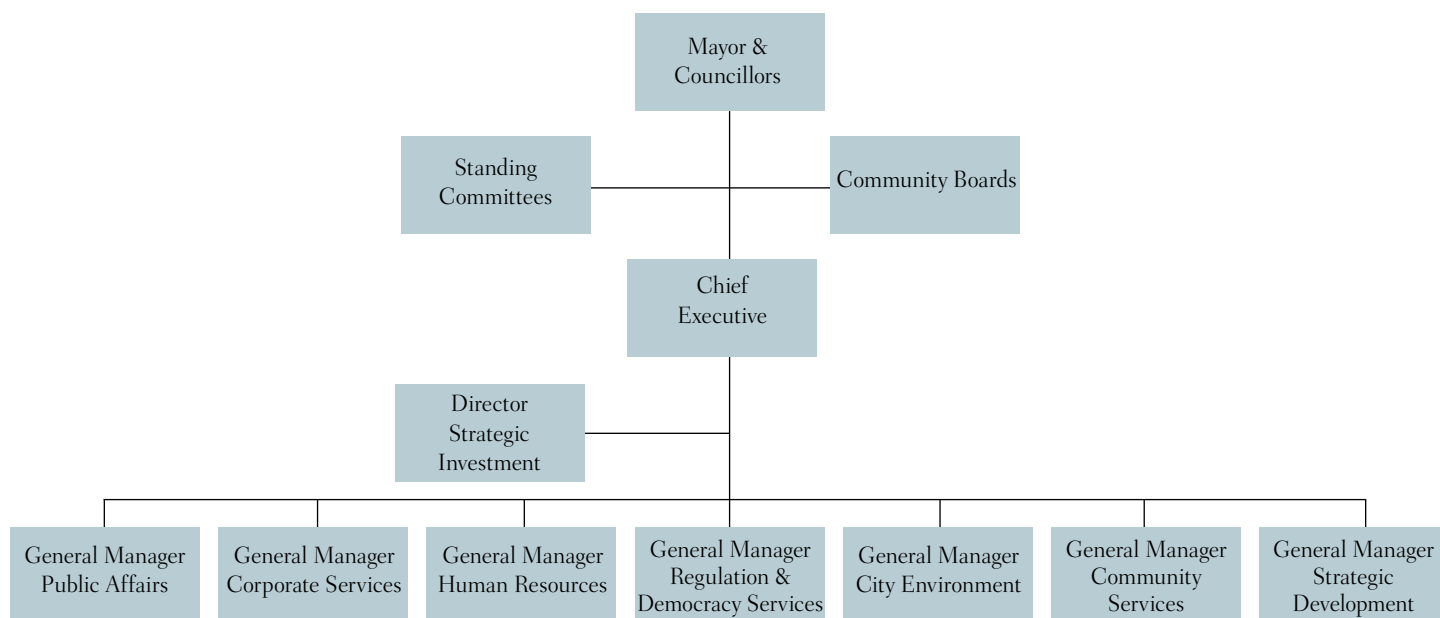 Mayor &
Councillors
Standing
Committees
Community Boards
Chief
Executive
Director
Strategic
Investment
General Manager
Public Affairs
General Manager
Corporate Services
General Manager
Human Resources
General Manager
Regulation &
Democracy Services
General Manager
City Environment
General Manager
Community
Services
General Manager
Strategic
Development